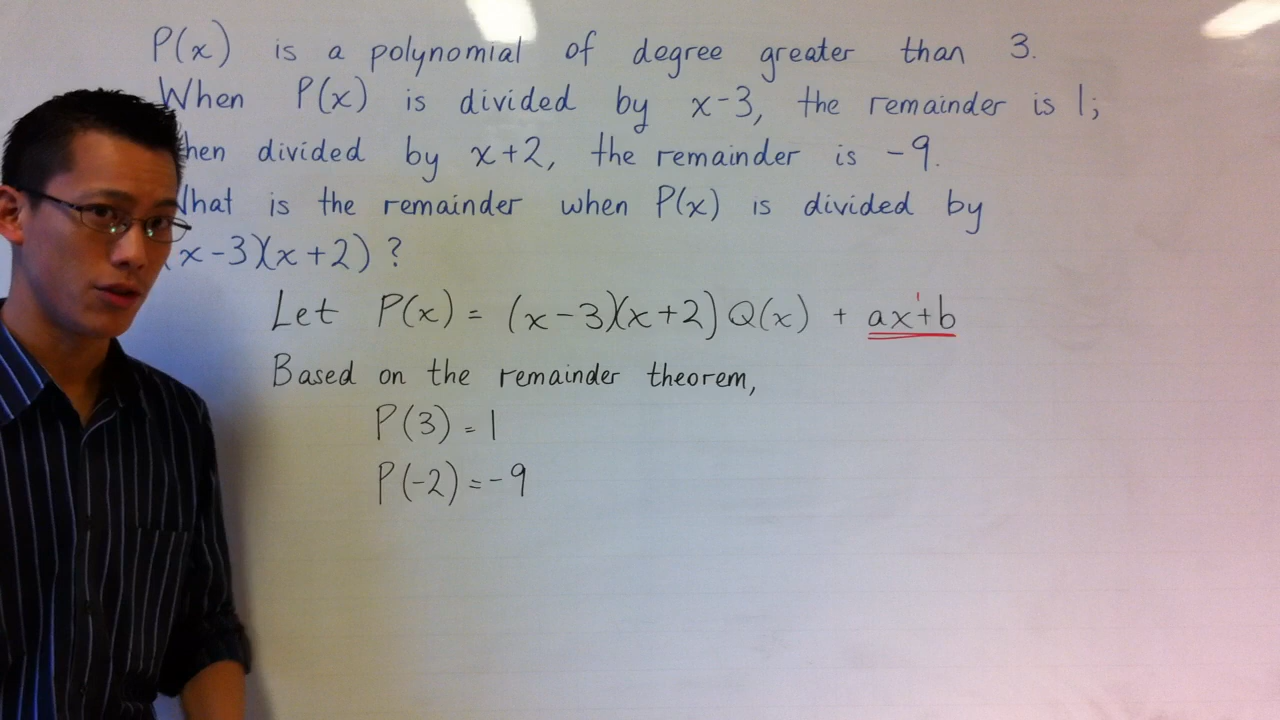 P(x) is a polynomial of degree greater than 3.
When P(x) is divided by x-3, the remainder is 1;
hen divided by x+2, the remainder is -9.
What is the remainder when P(x) is divided by
(x-3)(x+2)?
Let P(x) = (x-3)(x+2)Q(x) + ax+b
Based on the remainder theorem,
P(3) = 1
P(-2) = -9